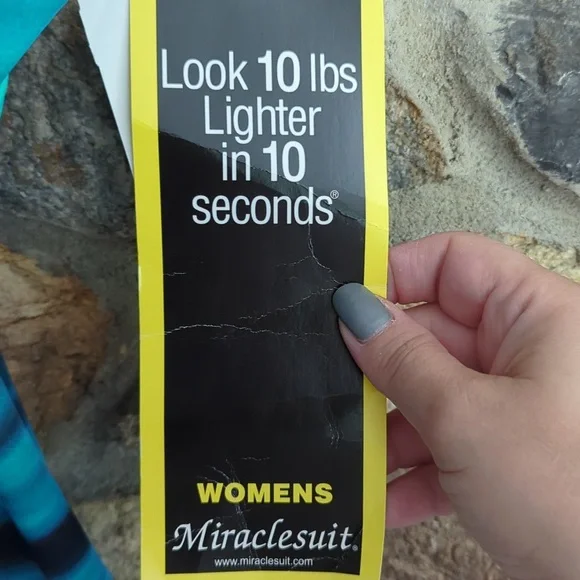 Look 10 lbs
Lighter
in 10
seconds®
WOMENS
Miraclesuit.
www.miraclesuit.com